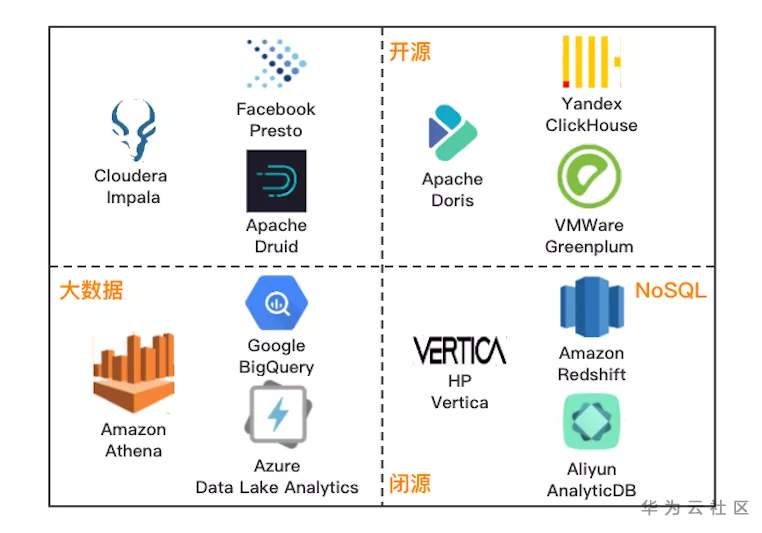 开源
Facebook
Presto
Yandex
ClickHouse
Cloudera
Impala
Apache
Doris
Apache
Druid
VMWare
Greenplum
大数据
NoSQL
Google
BigQuery
VERTICA
HP
Vertica
Amazon
Redshift
Amazon
Athena
Azure
Data Lake Analytics
Aliyun
AnalyticDB
闭源
华为云社区